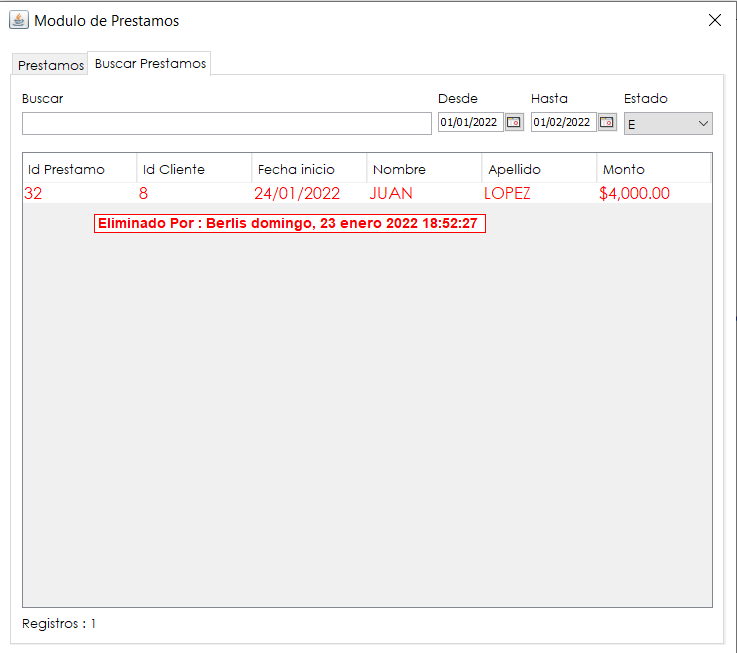 Modulo de Prestamos
Prestamos Buscar Prestamos
Buscar Desde Hasta Estado
01/01/2022 01/02/2022 E
Id Prestamo Id Cliente Fecha inicio Nombre Apellido Monto
32 8 24/01/2022 JUAN LOPEZ $4,000.00
Eliminado Por : Berlis domingo, 23 enero 2022 18:52:27
Registros : 1